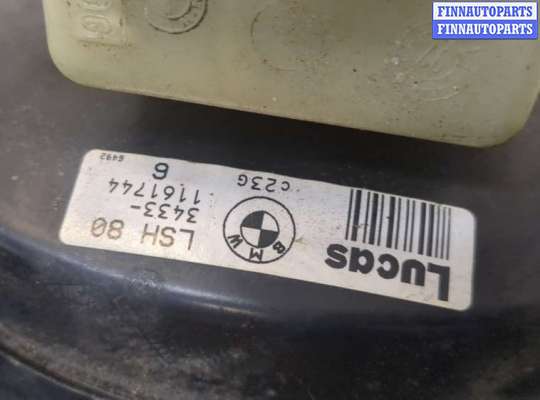 FINNAUTOPARTS
FINNAUTOPARTS
Lucas
BMW
LSH 80
3433-
1161744
6
c23G
6492